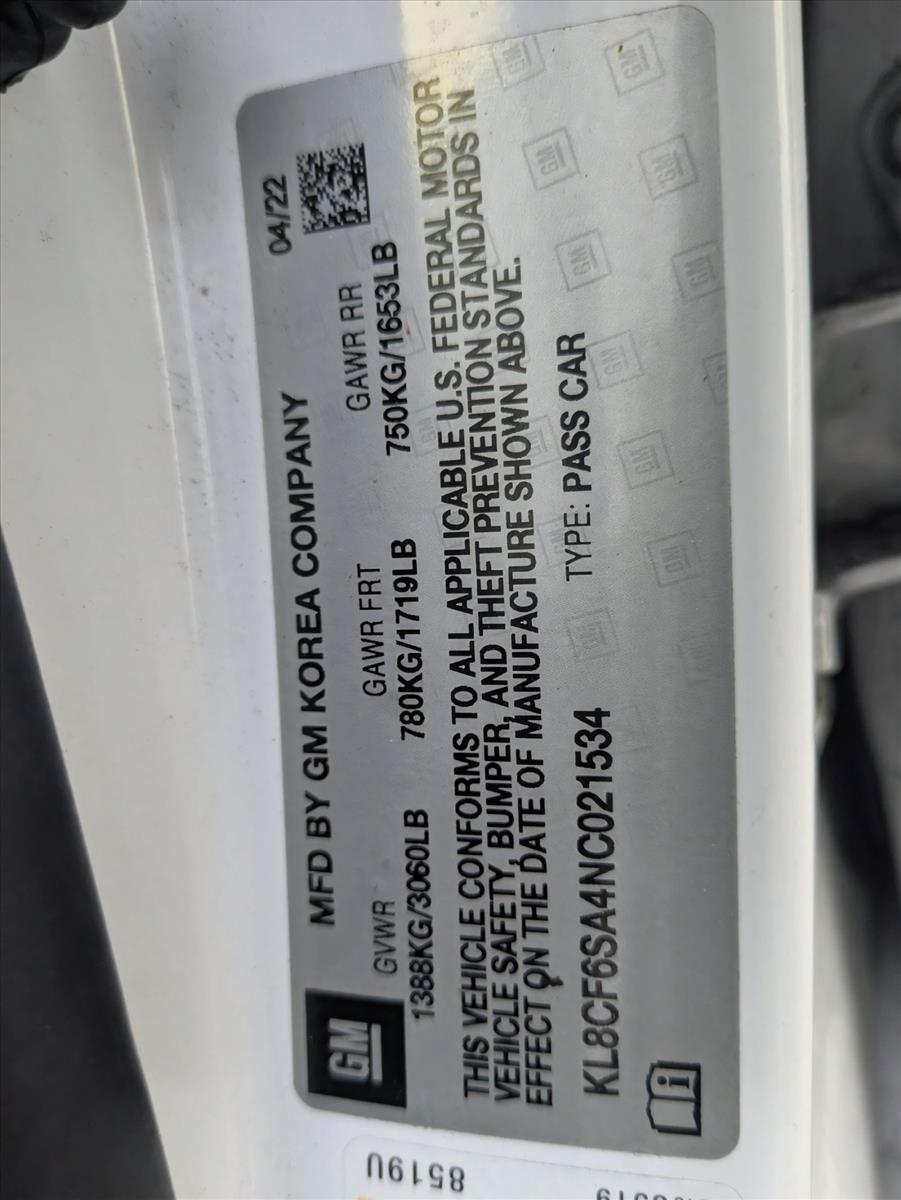 GM
MFD BY GM KOREA COMPANY 04/22
GVWR GAWR FRT GAWR RR
1388KG/3060LB 780KG/1719LB 750KG/1653LB
THIS VEHICLE CONFORMS TO ALL APPLICABLE U.S. FEDERAL MOTOR
VEHICLE SAFETY, BUMPER, AND THEFT PREVENTION STANDARDS IN
EFFECT ON THE DATE OF MANUFACTURE SHOWN ABOVE.
KL8CF6SA4NC021534 TYPE: PASS CAR
8519U